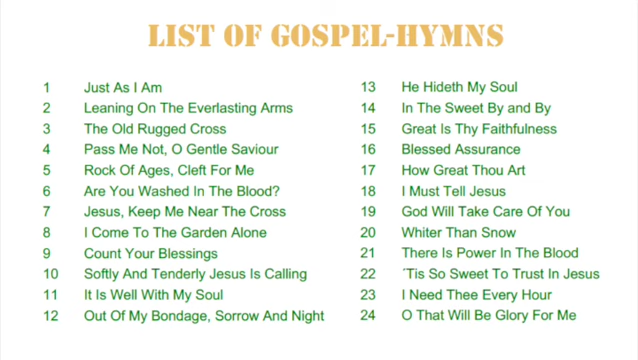 LIST OF GOSPEL-HYMNS
1 Just As I Am
2 Leaning On The Everlasting Arms
3 The Old Rugged Cross
4 Pass Me Not, O Gentle Saviour
5 Rock Of Ages, Cleft For Me
6 Are You Washed In The Blood?
7 Jesus, Keep Me Near The Cross
8 I Come To The Garden Alone
9 Count Your Blessings
10 Softly And Tenderly Jesus Is Calling
11 It Is Well With My Soul
12 Out Of My Bondage, Sorrow And Night
13 He Hideth My Soul
14 In The Sweet By and By
15 Great Is Thy Faithfulness
16 Blessed Assurance
17 How Great Thou Art
18 I Must Tell Jesus
19 God Will Take Care Of You
20 Whiter Than Snow
21 There Is Power In The Blood
22 ´Tis So Sweet To Trust In Jesus
23 I Need Thee Every Hour
24 O That Will Be Glory For Me